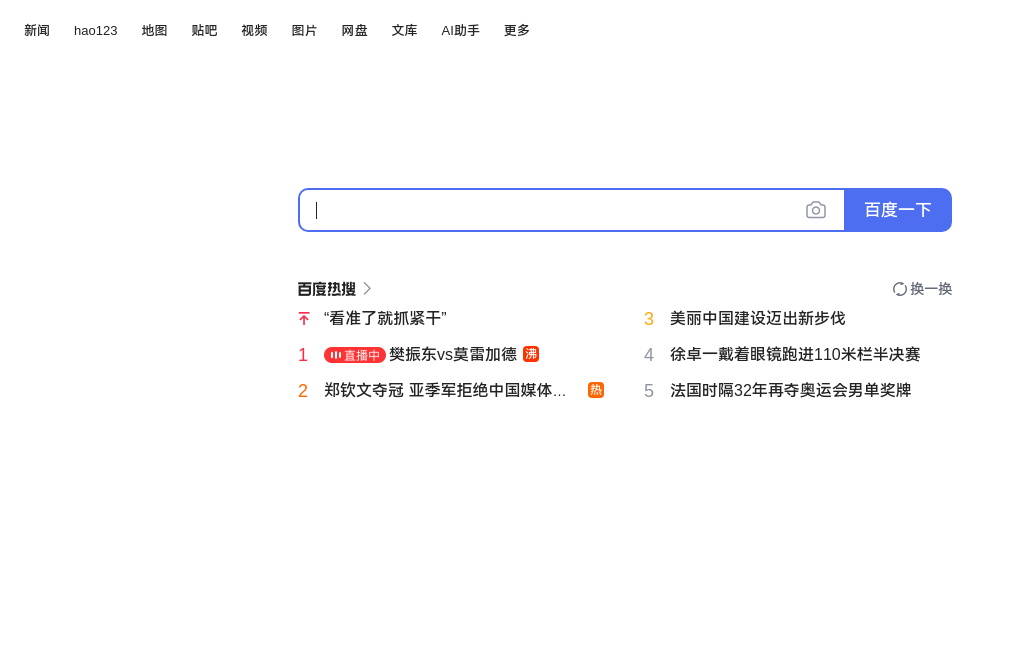 新闻 hao123 地图 贴吧 视频 图片 网盘 文库 AI助手 更多
百度一下
百度热搜 换一换
“看准了就抓紧干”
1 直播中 樊振东vs莫雷加德 沸
2 郑钦文夺冠 亚季军拒绝中国媒体... 热
3 美丽中国建设迈出新步伐
4 徐卓一戴着眼镜跑进110米栏半决赛
5 法国时隔32年再夺奥运会男单奖牌